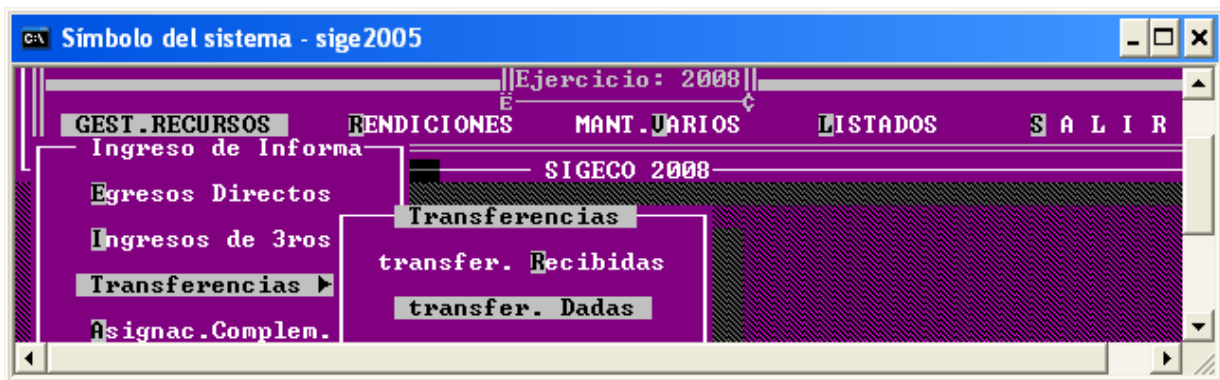 Símbolo del sistema - sige2005
Ejercicio: 2008
GEST.RECURSOS RENDICIONES MANT.VARIOS LISTADOS S A L I R
Ingreso de Informa
SIGECO 2008
Egresos Directos
Transferencias
Ingresos de 3ros
transfer. Recibidas
Transferencias
transfer. Dadas
Asignac.Complem.